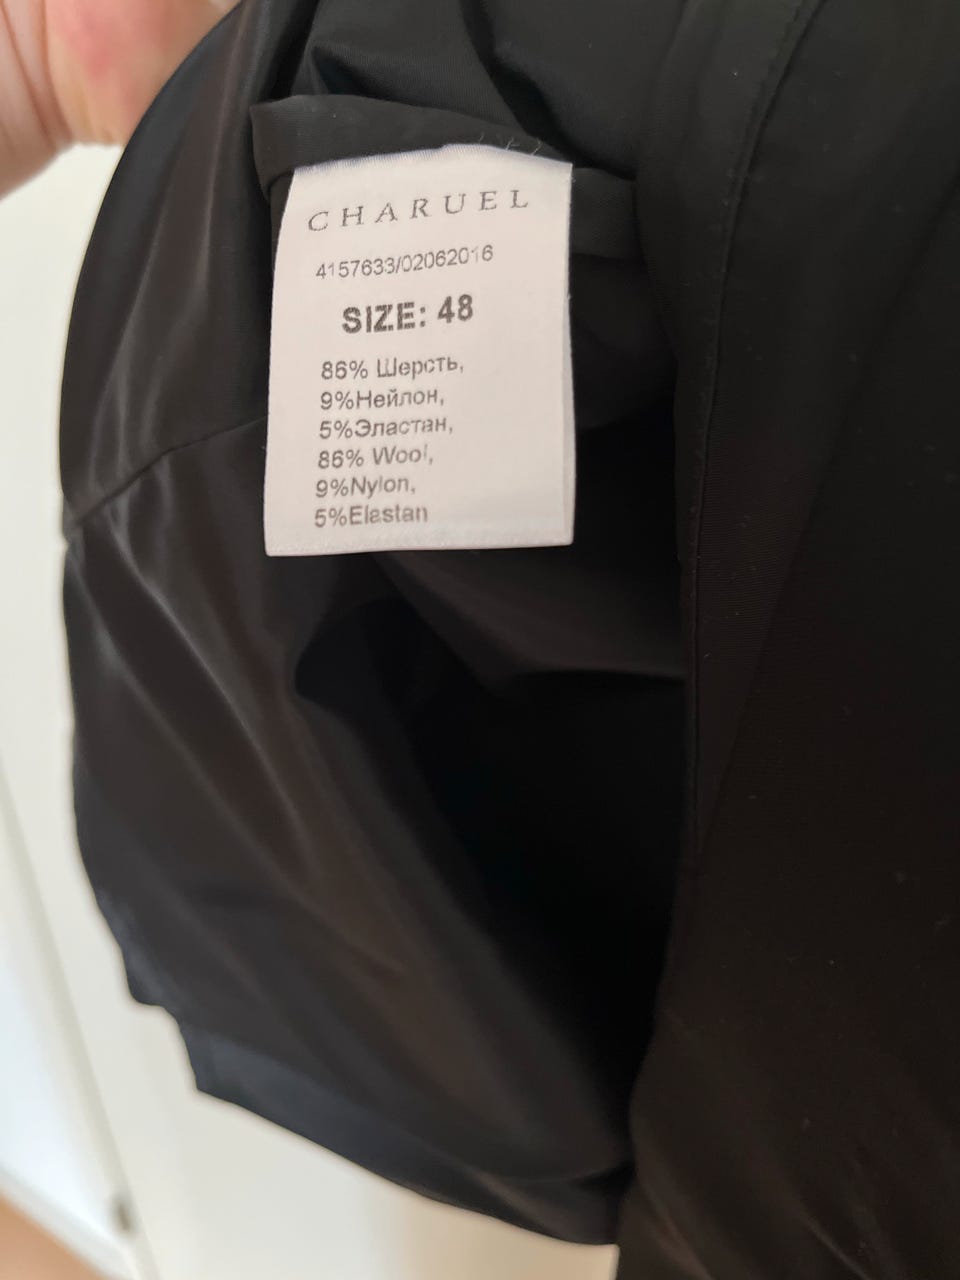 CHARUEL
4157633/02062016
SIZE: 48
86% Шерсть,
9%Нейлон,
5%Эластан,
86% Wool,
9%Nylon,
5%Elastan